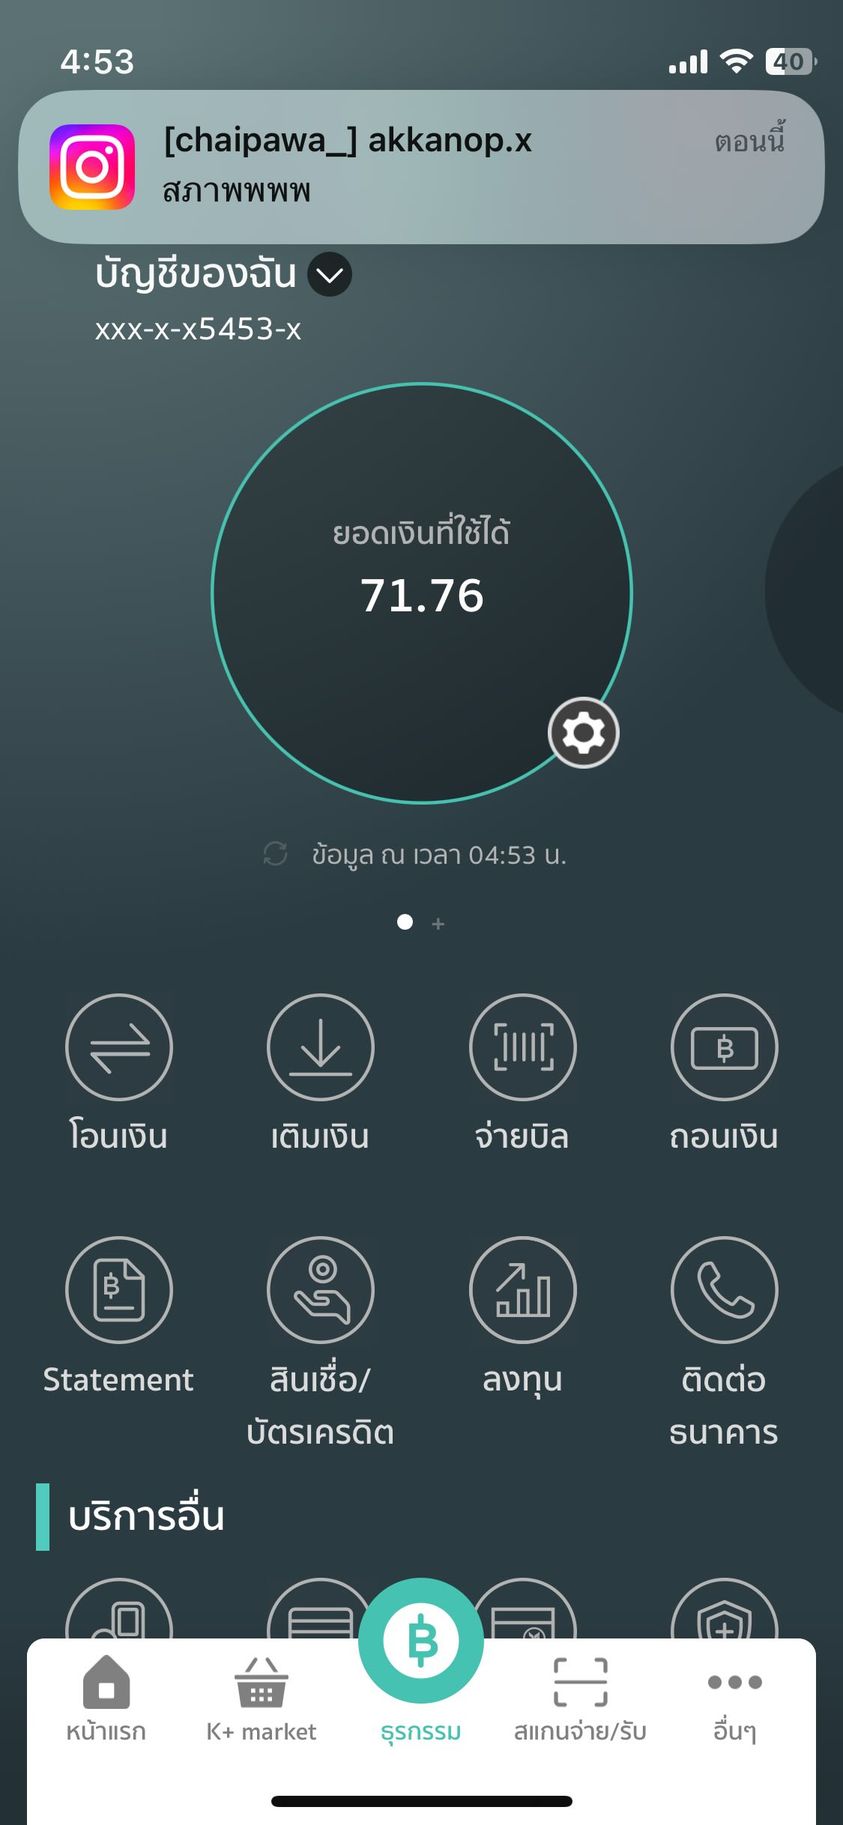 4:53
40
[chaipawa_] akkanop.x
ตอนนี้
สภาพพพพ
บัญชีของฉัน
xxx-x-x5453-x
ยอดเงินที่ใช้ได้
71.76
ข้อมูล ณ เวลา 04:53 น.
โอนเงิน
เติมเงิน
จ่ายบิล
ถอนเงิน
Statement
สินเชื่อ/
บัตรเครดิต
ลงทุน
ติดต่อ
ธนาคาร
บริการอื่น
หน้าแรก
K+ market
ธุรกรรม
สแกนจ่าย/รับ
อื่นๆ